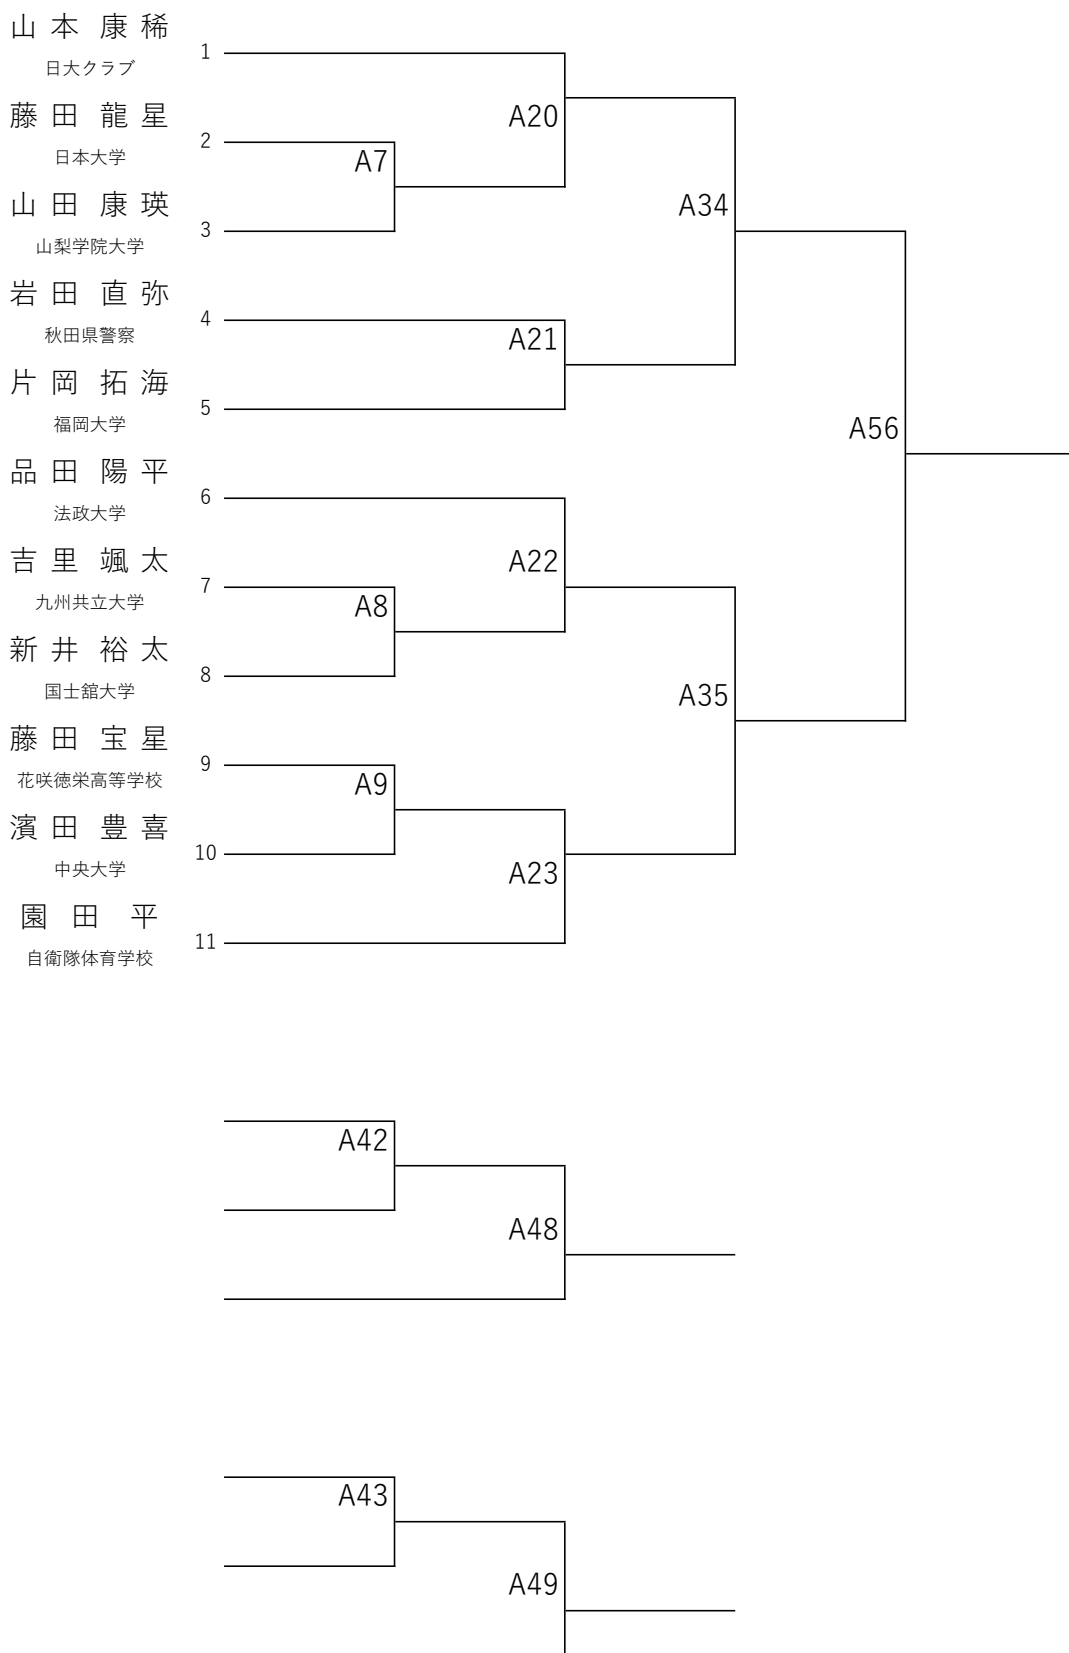 山本 康稀
1
日大クラブ
藤田 龍星
A20
2
日本大学
A7
山田 康瑛
A34
3
山梨学院大学
岩田 直弥
4
秋田県警察
A21
片岡 拓海
5
福岡大学
A56
品田 陽平
6
法政大学
吉里 颯太
A22
7
九州共立大学
A8
新井 裕太
8
国士舘大学
A35
藤田 宝星
9
花咲徳栄高等学校
A9
濱田 豊喜
10
中央大学
A23
園田 平
11
自衛隊体育学校
A42
A48
A43
A49